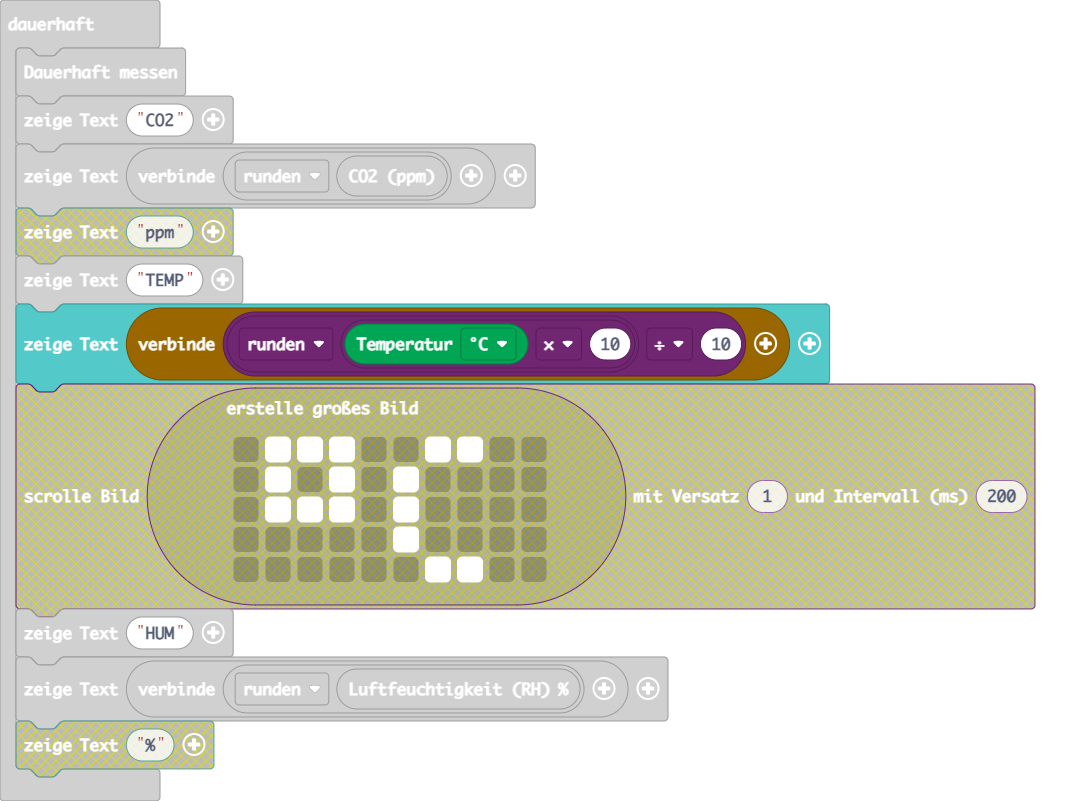 dauerhaft
Dauerhaft messen
zeige Text "CO2"
zeige Text verbinde runden CO2 (ppm)
zeige Text "ppm"
zeige Text "TEMP"
zeige Text verbinde runden Temperatur °C × 10 ÷ 10
erstelle großes Bild
scrolle Bild mit Versatz 1 und Intervall (ms) 200
zeige Text "HUM"
zeige Text verbinde runden Luftfeuchtigkeit (RH) %
zeige Text "%"